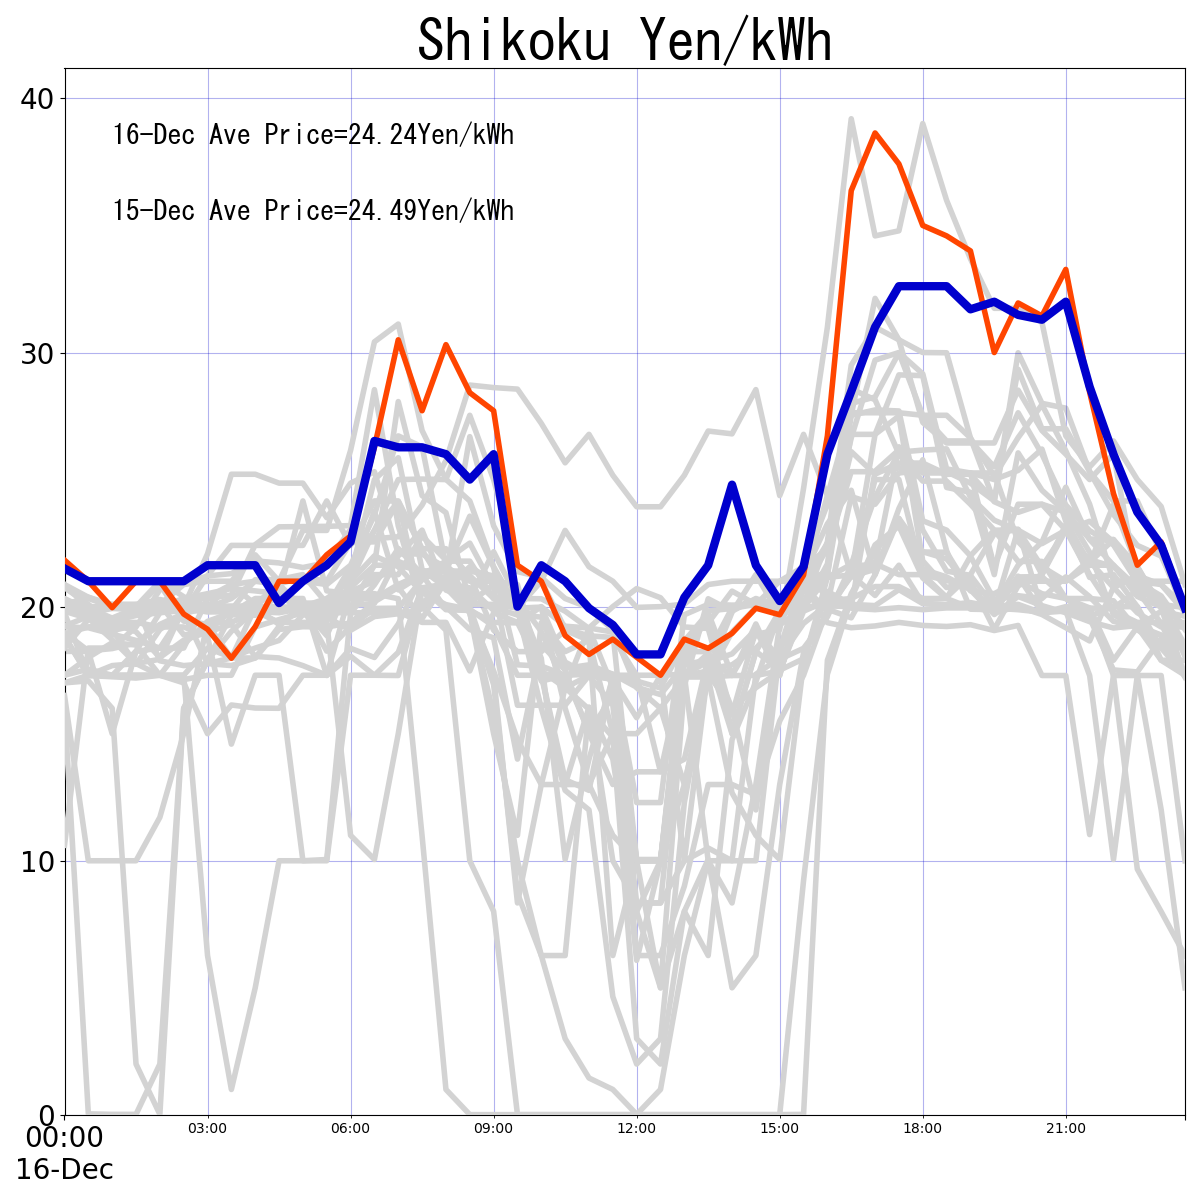 Shikoku Yen/kWh
40
16-Dec Ave Price=24.24Yen/kWh
15-Dec Ave Price=24.49Yen/kWh
30
20
10
0
00:00 03:00 06:00 09:00 12:00 15:00 18:00 21:00
16-Dec